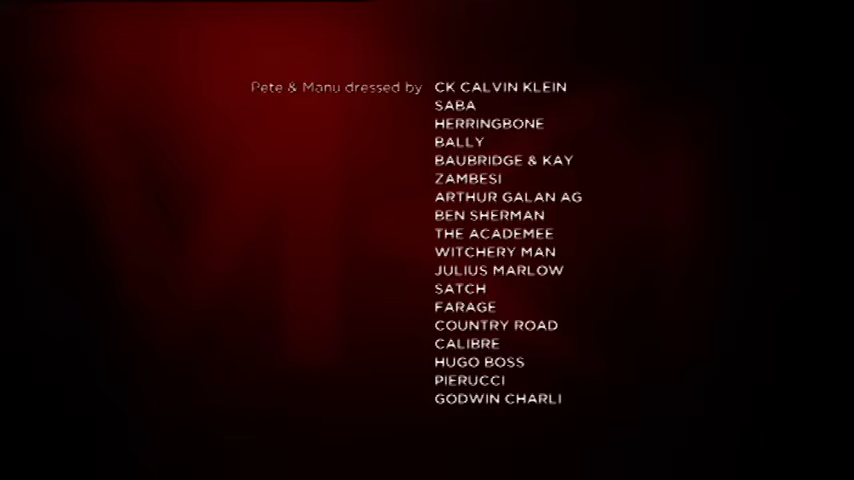 Pete & Manu dressed by CK CALVIN KLEIN
SABA
HERRINGBONE
BALLY
BAUBRIDGE & KAY
ZAMBESI
ARTHUR GALAN AG
BEN SHERMAN
THE ACADEMEE
WITCHERY MAN
JULIUS MARLOW
SATCH
FARAGE
COUNTRY ROAD
CALIBRE
HUGO BOSS
PIERUCCI
GODWIN CHARLI